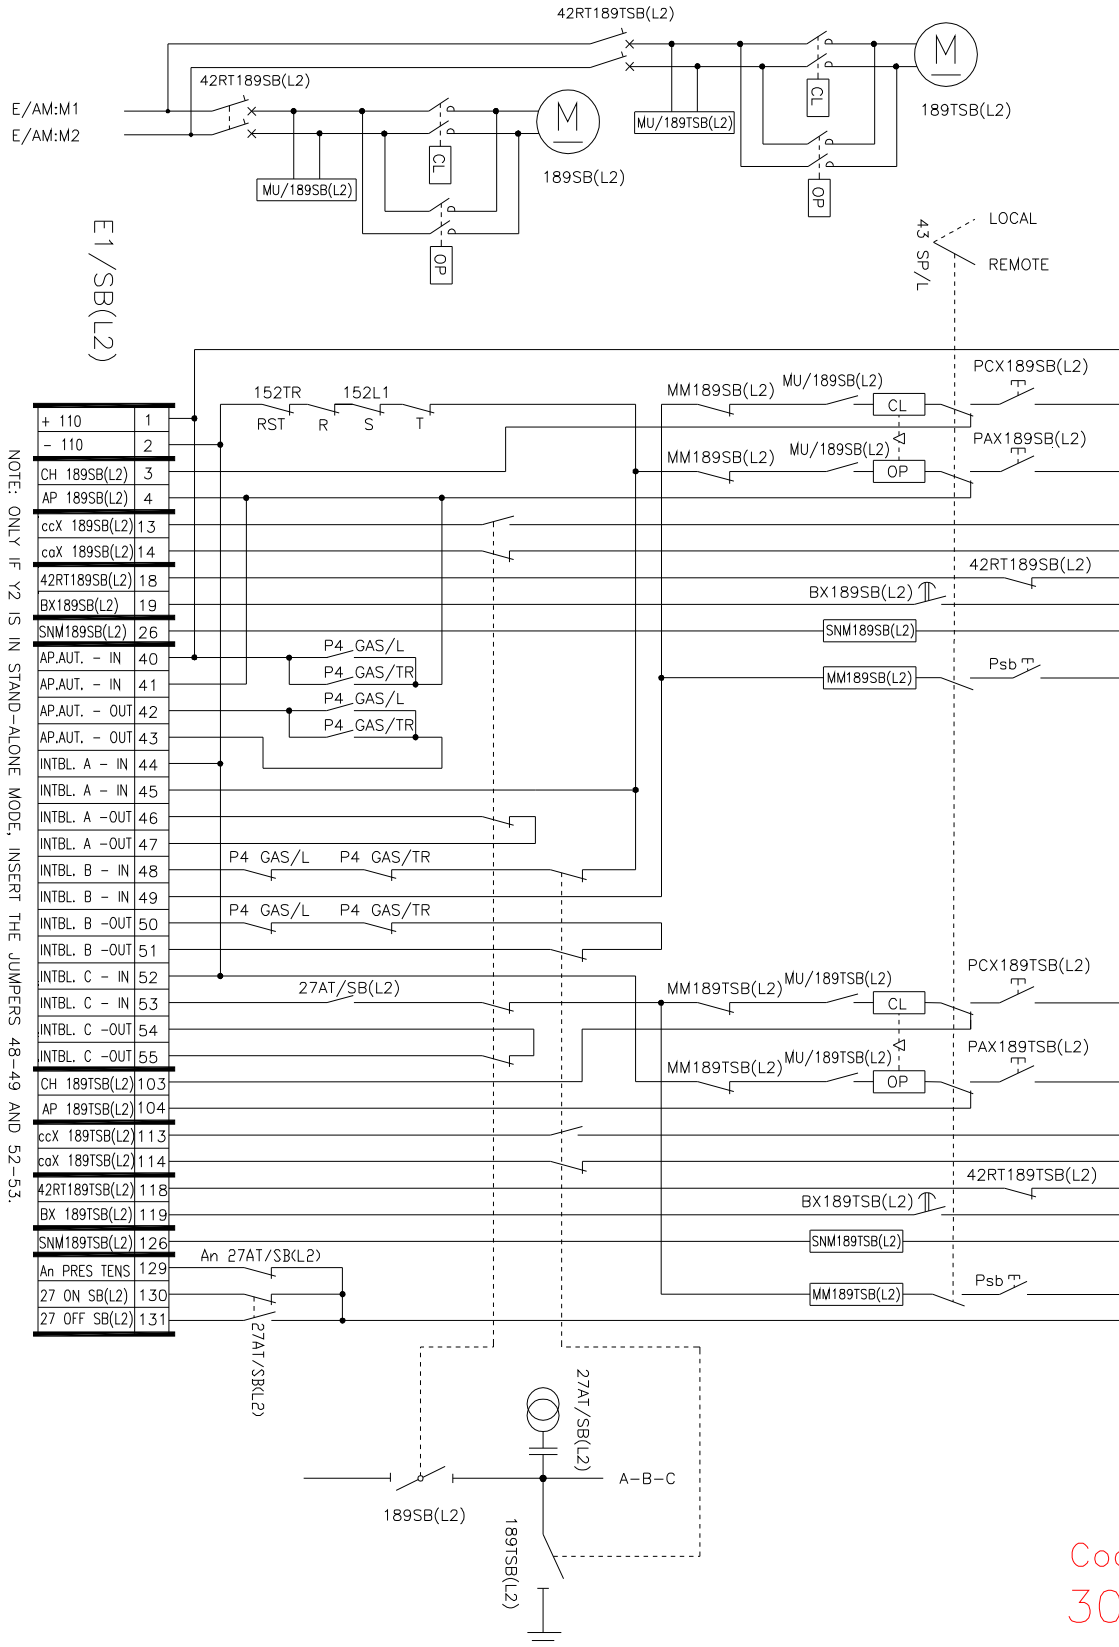 42RT189TSB(L2)
M
189TSB(L2)
CL
MU/189TSB(L2)
OP
42RT189SB(L2)
E/AM:M1
E/AM:M2
M
189SB(L2)
CL
MU/189SB(L2)
OP
E1/SB(L2)
43 SP/L
LOCAL
REMOTE
152TR
152L1
RST
R
S
T
MM189SB(L2)
MU/189SB(L2)
CL
PCX189SB(L2)
MM189SB(L2)
MU/189SB(L2)
OP
PAX189SB(L2)
+ 110 1
- 110 2
CH 189SB(L2) 3
AP 189SB(L2) 4
ccX 189SB(L2) 13
caX 189SB(L2) 14
42RT189SB(L2) 18
BX189SB(L2) 19
SNM189SB(L2) 26
AP.AUT. - IN 40
AP.AUT. - IN 41
AP.AUT. - OUT 42
AP.AUT. - OUT 43
INTBL. A - IN 44
INTBL. A - IN 45
INTBL. A -OUT 46
INTBL. A -OUT 47
INTBL. B - IN 48
INTBL. B - IN 49
INTBL. B -OUT 50
INTBL. B -OUT 51
INTBL. C - IN 52
INTBL. C - IN 53
INTBL. C -OUT 54
INTBL. C -OUT 55
CH 189TSB(L2) 103
AP 189TSB(L2) 104
ccX 189TSB(L2) 113
caX 189TSB(L2) 114
42RT189TSB(L2) 118
BX 189TSB(L2) 119
SNM189TSB(L2) 126
An PRES TENS 129
27 ON SB(L2) 130
27 OFF SB(L2) 131
NOTE: ONLY IF Y2 IS IN STAND-ALONE MODE, INSERT THE JUMPERS 48-49 AND 52-53.
42RT189SB(L2)
BX189SB(L2)
SNM189SB(L2)
MM189SB(L2)
Psb
P4 GAS/L
P4 GAS/TR
P4 GAS/L
P4 GAS/TR
P4 GAS/L
P4 GAS/TR
P4 GAS/L
P4 GAS/TR
27AT/SB(L2)
MM189TSB(L2)
MU/189TSB(L2)
CL
PCX189TSB(L2)
MM189TSB(L2)
MU/189TSB(L2)
OP
PAX189TSB(L2)
42RT189TSB(L2)
BX189TSB(L2)
SNM189TSB(L2)
MM189TSB(L2)
Psb
An 27AT/SB(L2)
27AT/SB(L2)
27AT/SB(L2)
A-B-C
189SB(L2)
189TSB(L2)